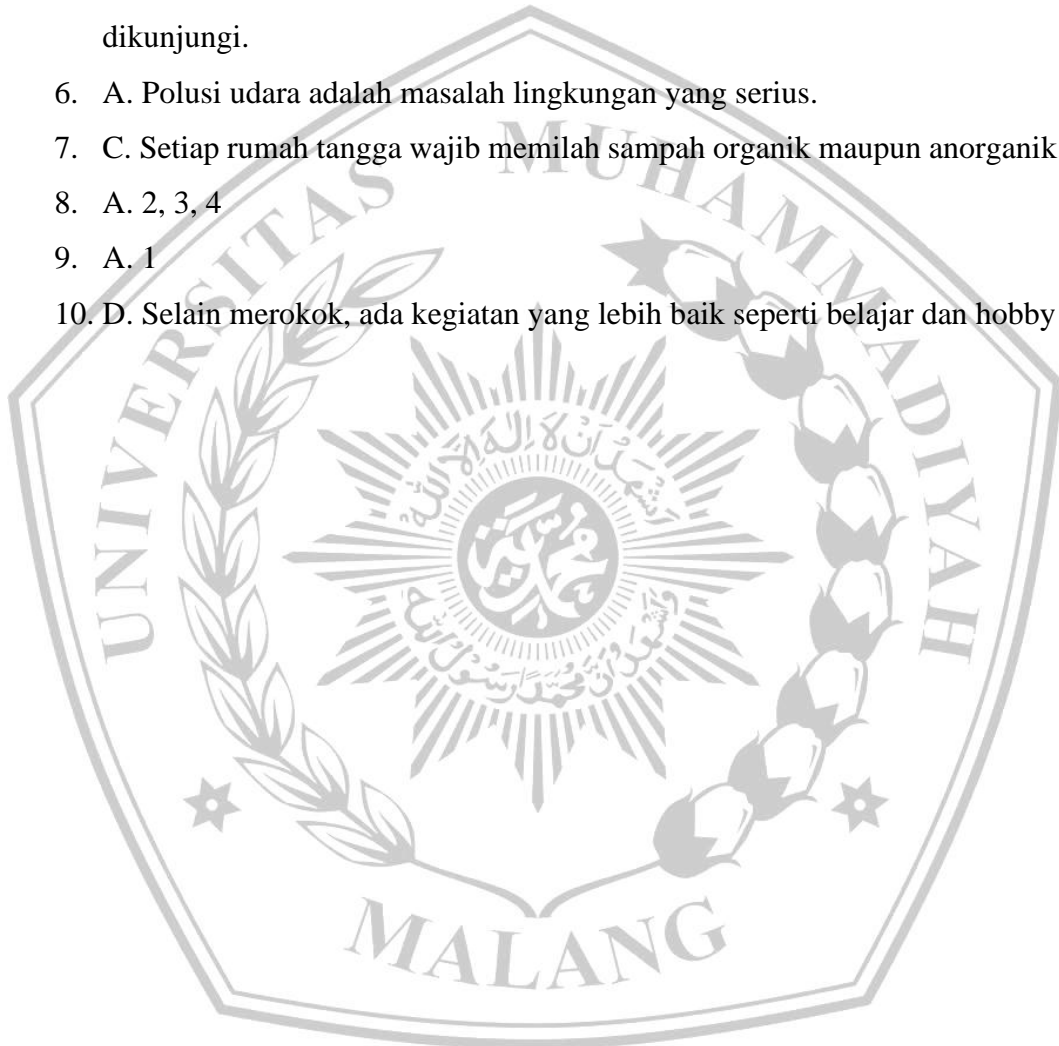 dikunjungi.
6. A. Polusi udara adalah masalah lingkungan yang serius.
7. C. Setiap rumah tangga wajib memilah sampah organik maupun anorganik
8. A. 2, 3, 4
9. A. 1
10. D. Selain merokok, ada kegiatan yang lebih baik seperti belajar dan hobby
UNIVERSITAS MUHAMMADIYAH
MALANG